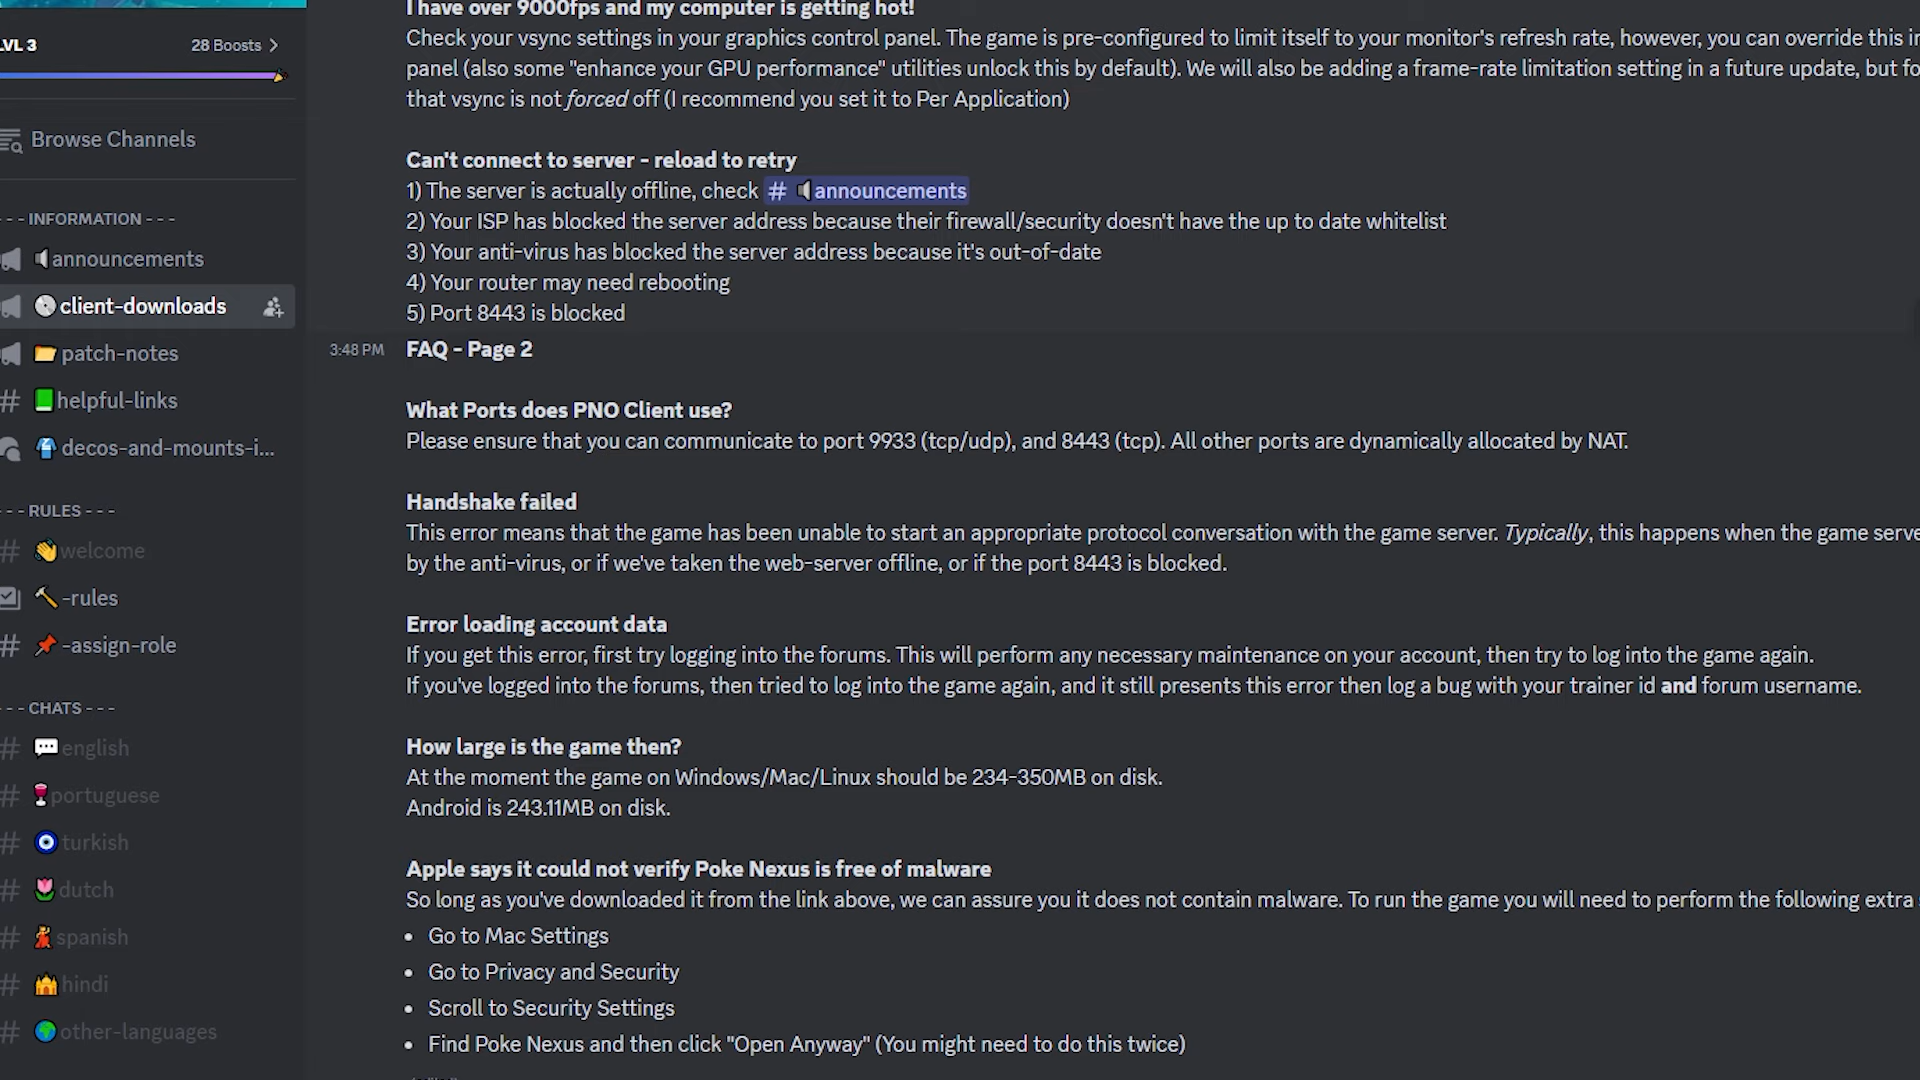 LVL 3
28 Boosts
Browse Channels
- - - INFORMATION - - -
announcements
client-downloads
patch-notes
helpful-links
decos-and-mounts-i...
- - - RULES - - -
welcome
-rules
-assign-role
- - - CHATS - - -
english
portuguese
turkish
dutch
spanish
hindi
other-languages
I have over 9000fps and my computer is getting hot!
Check your vsync settings in your graphics control panel. The game is pre-configured to limit itself to your monitor's refresh rate, however, you can override this in
panel (also some "enhance your GPU performance" utilities unlock this by default). We will also be adding a frame-rate limitation setting in a future update, but fo
that vsync is not forced off (I recommend you set it to Per Application)
Can't connect to server - reload to retry
1) The server is actually offline, check # announcements
2) Your ISP has blocked the server address because their firewall/security doesn't have the up to date whitelist
3) Your anti-virus has blocked the server address because it's out-of-date
4) Your router may need rebooting
5) Port 8443 is blocked
3:48 PM FAQ - Page 2
What Ports does PNO Client use?
Please ensure that you can communicate to port 9933 (tcp/udp), and 8443 (tcp). All other ports are dynamically allocated by NAT.
Handshake failed
This error means that the game has been unable to start an appropriate protocol conversation with the game server. Typically, this happens when the game serve
by the anti-virus, or if we've taken the web-server offline, or if the port 8443 is blocked.
Error loading account data
If you get this error, first try logging into the forums. This will perform any necessary maintenance on your account, then try to log into the game again.
If you've logged into the forums, then tried to log into the game again, and it still presents this error then log a bug with your trainer id and forum username.
How large is the game then?
At the moment the game on Windows/Mac/Linux should be 234-350MB on disk.
Android is 243.11MB on disk.
Apple says it could not verify Poke Nexus is free of malware
So long as you've downloaded it from the link above, we can assure you it does not contain malware. To run the game you will need to perform the following extra
• Go to Mac Settings
• Go to Privacy and Security
• Scroll to Security Settings
• Find Poke Nexus and then click "Open Anyway" (You might need to do this twice)